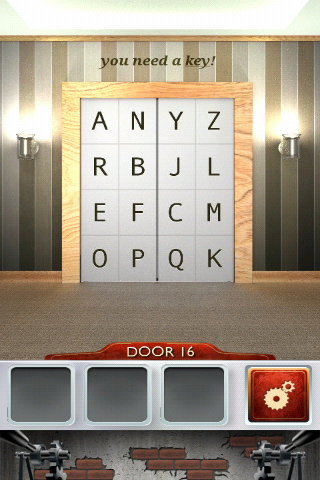 you need a key!
A N Y Z
R B J L
E F C M
O P Q K
DOOR 16